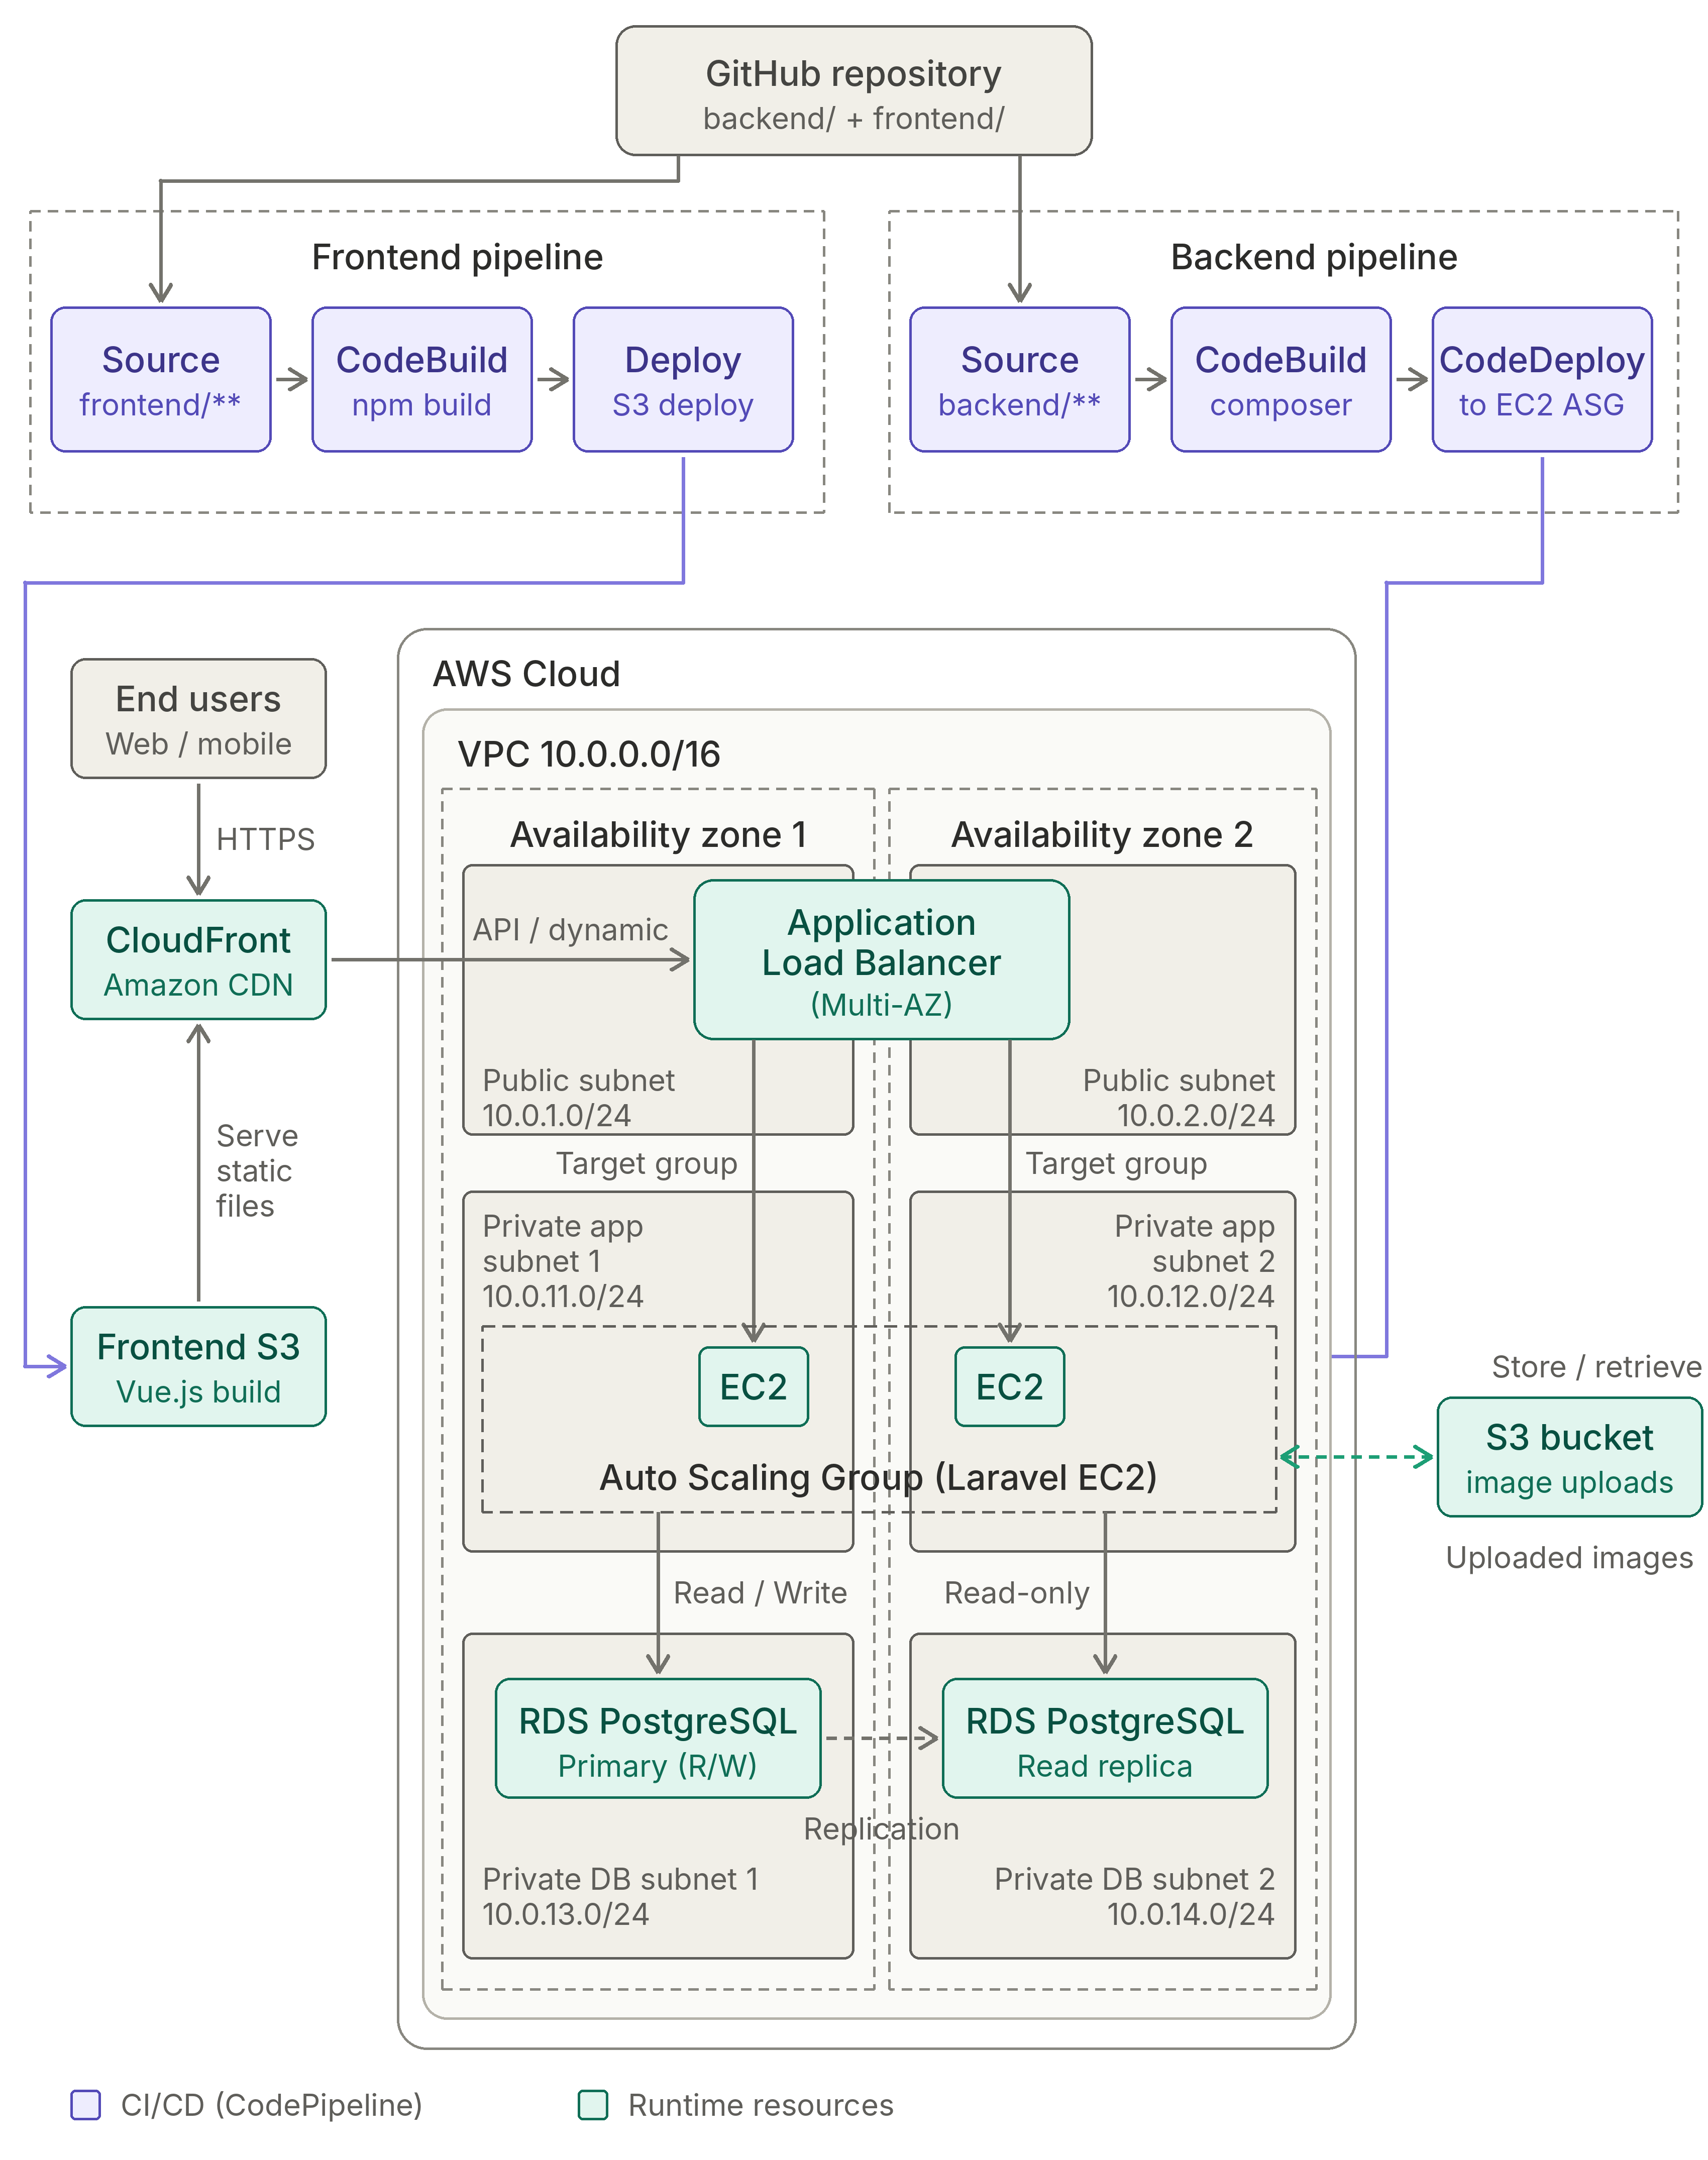 GitHub repository
backend/ + frontend/
Frontend pipeline
Source
frontend/**
CodeBuild
npm build
Deploy
S3 deploy
Backend pipeline
Source
backend/**
CodeBuild
composer
CodeDeploy
to EC2 ASG
End users
Web / mobile
HTTPS
CloudFront
Amazon CDN
Serve
static
files
Frontend S3
Vue.js build
AWS Cloud
VPC 10.0.0.0/16
Availability zone 1
Availability zone 2
API / dynamic
Application
Load Balancer
(Multi-AZ)
Public subnet
10.0.1.0/24
Public subnet
10.0.2.0/24
Target group
Target group
Private app
subnet 1
10.0.11.0/24
Private app
subnet 2
10.0.12.0/24
EC2
EC2
Auto Scaling Group (Laravel EC2)
Store / retrieve
S3 bucket
image uploads
Uploaded images
Read / Write
Read-only
RDS PostgreSQL
Primary (R/W)
RDS PostgreSQL
Read replica
Replication
Private DB subnet 1
10.0.13.0/24
Private DB subnet 2
10.0.14.0/24
CI/CD (CodePipeline)
Runtime resources